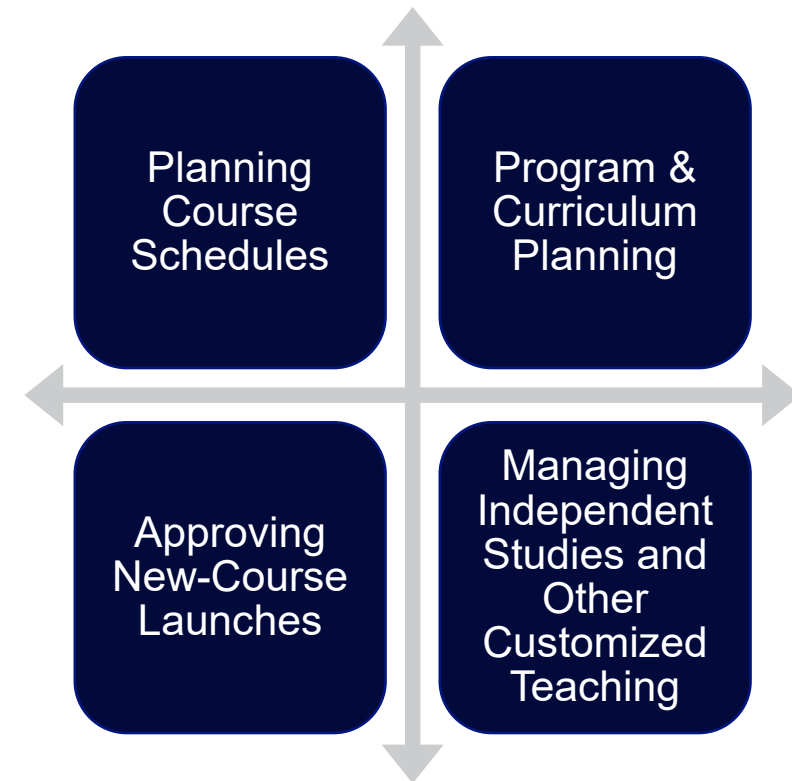 Planning
Course
Schedules
Program &
Curriculum
Planning
Approving
New-Course
Launches
Managing
Independent
Studies and
Other
Customized
Teaching